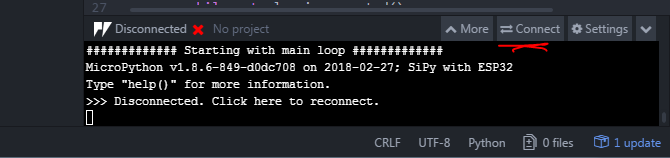 27
Disconnected No project More Connect Settings
############# Starting with main loop #############
MicroPython v1.8.6-849-d0dc708 on 2018-02-27; SiPy with ESP32
Type "help()" for more information.
>>> Disconnected. Click here to reconnect.
CRLF UTF-8 Python 0 files 1 update